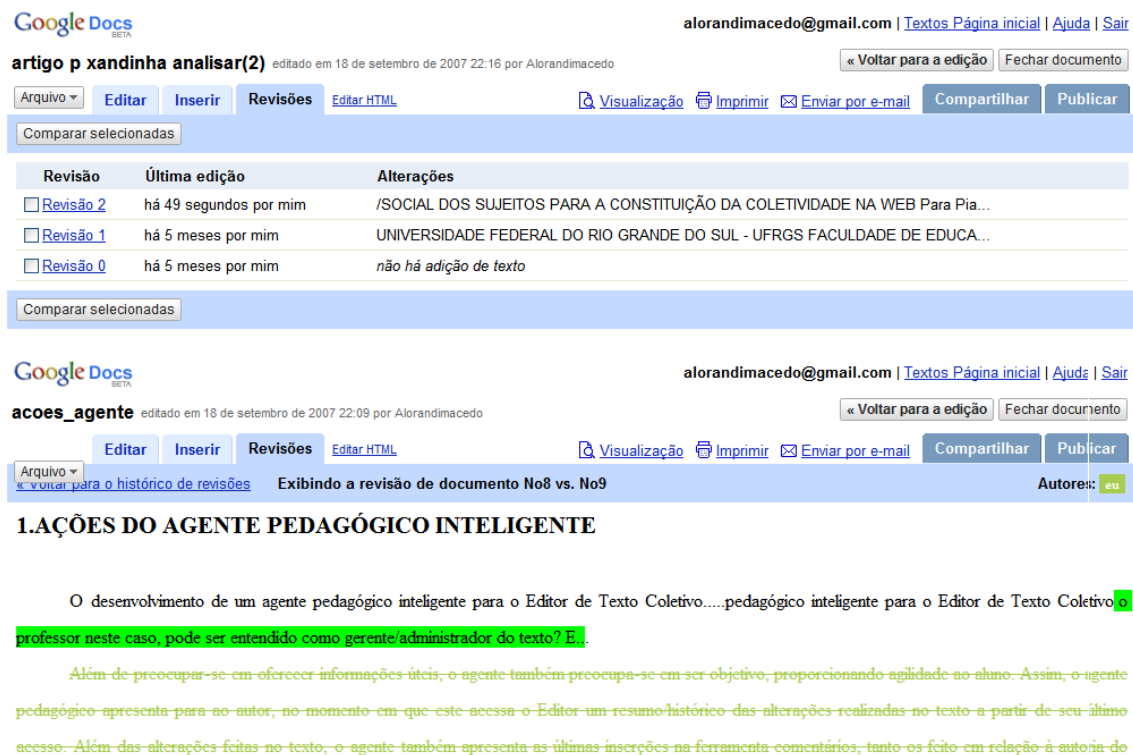 Google Docs
BETA
alorandimacedo@gmail.com | Textos Página inicial | Ajuda | Sair
artigo p xandinha analisar(2) editado em 18 de setembro de 2007 22:16 por Alorandimacedo
« Voltar para a edição Fechar documento
Arquivo Editar Inserir Revisões Editar HTML Visualização Imprimir Enviar por e-mail Compartilhar Publicar
Comparar selecionadas
Revisão Última edição Alterações
Revisão 2 há 49 segundos por mim /SOCIAL DOS SUJEITOS PARA A CONSTITUIÇÃO DA COLETIVIDADE NA WEB Para Pia...
Revisão 1 há 5 meses por mim UNIVERSIDADE FEDERAL DO RIO GRANDE DO SUL - UFRGS FACULDADE DE EDUCA...
Revisão 0 há 5 meses por mim não há adição de texto
Comparar selecionadas
Google Docs
BETA
alorandimacedo@gmail.com | Textos Página inicial | Ajuda | Sair
acoes_agente editado em 18 de setembro de 2007 22:09 por Alorandimacedo
« Voltar para a edição Fechar documento
Arquivo Editar Inserir Revisões Editar HTML Visualização Imprimir Enviar por e-mail Compartilhar Publicar
« Voltar para o histórico de revisões Exibindo a revisão de documento No8 vs. No9 Autores: eu
1.AÇÕES DO AGENTE PEDAGÓGICO INTELIGENTE
O desenvolvimento de um agente pedagógico inteligente para o Editor de Texto Coletivo.....pedagógico inteligente para o Editor de Texto Coletivo o
professor neste caso, pode ser entendido como gerente/administrador do texto? E...
Além de preocupar-se em oferecer informações úteis, o agente também preocupa-se em ser objetivo, proporcionando agilidade ao aluno. Assim, o agente
pedagógico apresenta para ao autor, no momento em que este acessa o Editor um resumo/histórico das alterações realizadas no texto a partir de seu último
acesso. Além das alterações feitas no texto, o agente também apresenta as últimas inserções na ferramenta comentários, tanto os feito em relação à autoria do